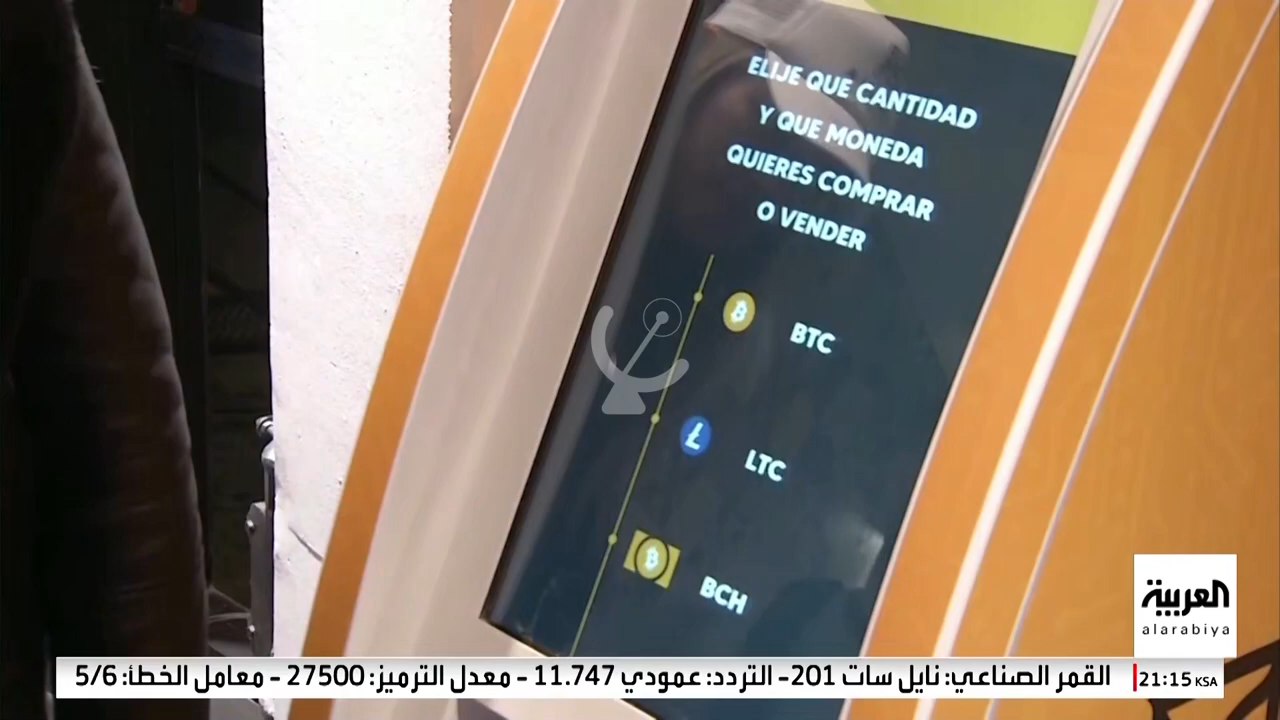 ELIJE QUE CANTIDAD
Y QUE MONEDA
QUIERES COMPRAR
O VENDER
BTC
LTC
BCH
العربية
alarabiya
القمر الصناعي: نايل سات 201- التردد: عمودي 11.747 - معدل الترميز: 27500 - معامل الخطأ: 5/6
21:15 KSA